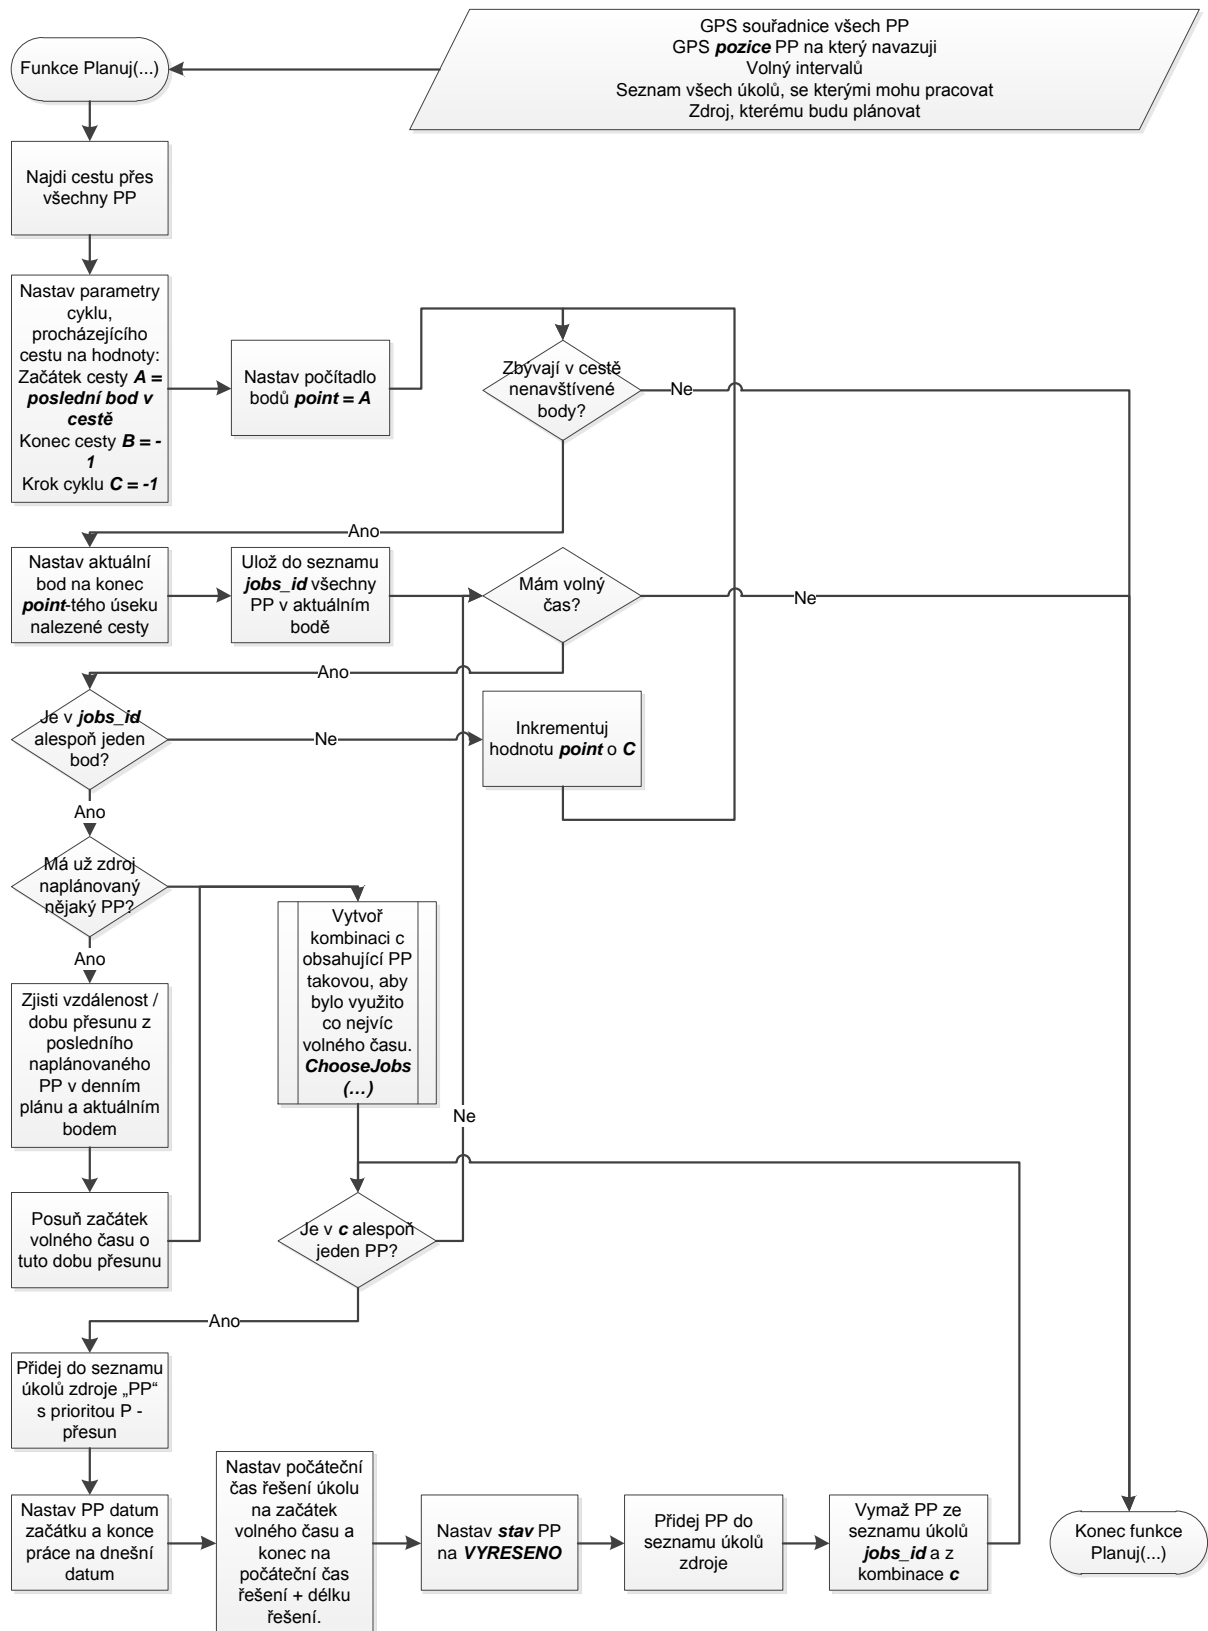 GPS souřadnice všech PP
GPS pozice PP na který navazuji
Volný intervalů
Seznam všech úkolů, se kterými mohu pracovat
Zdroj, kterému budu plánovat
Funkce Planuj(...)
Najdi cestu přes
všechny PP
Nastav parametry
cyklu,
procházejícího
cestu na hodnoty:
Začátek cesty A =
poslední bod v
cestě
Konec cesty B = -
1
Krok cyklu C = -1
Nastav počítadlo
bodů point = A
Zbývají v cestě
nenavštívené
body?
Ne
Ano
Nastav aktuální
bod na konec
point-tého úseku
nalezené cesty
Ulož do seznamu
jobs_id všechny
PP v aktuálním
bodě
Mám volný
čas?
Ne
Ano
Je v jobs_id
alespoň jeden
bod?
Ne
Inkrementuj
hodnotu point o C
Ano
Má už zdroj
naplánovaný
nějaký PP?
Ano
Zjisti vzdálenost /
dobu přesunu z
posledního
naplánovaného
PP v denním
plánu a aktuálním
bodem
Vytvoř
kombinaci c
obsahující PP
takovou, aby
bylo využito
co nejvíc
volného času.
ChooseJobs
(...)
Ne
Posuň začátek
volného času o
tuto dobu přesunu
Je v c alespoň
jeden PP?
Ano
Přidej do seznamu
úkolů zdroje „PP“
s prioritou P -
přesun
Nastav PP datum
začátku a konce
práce na dnešní
datum
Nastav počáteční
čas řešení úkolu
na začátek
volného času a
konec na
počáteční čas
řešení + délku
řešení.
Nastav stav PP
na VYRESENO
Přidej PP do
seznamu úkolů
zdroje
Vymaž PP ze
seznamu úkolů
jobs_id a z
kombinace c
Konec funkce
Planuj(...)